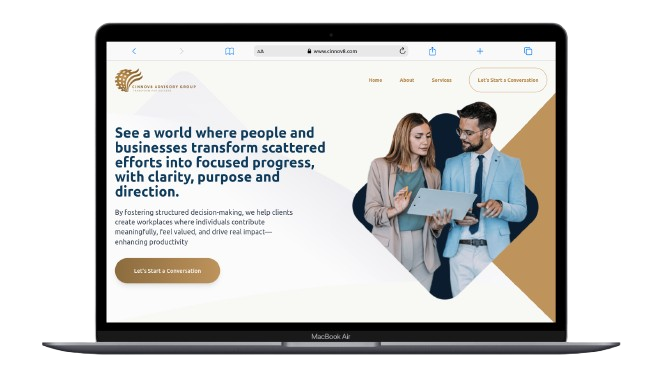 AA
www.cinnov8.com
CINNOVA ADVISORY GROUP
Home
About
Services
Let's Start a Conversation
See a world where people and
businesses transform scattered
efforts into focused progress,
with clarity, purpose and
direction.
By fostering structured decision-making, we help clients
create workplaces where individuals contribute
meaningfully, feel valued, and drive real impact—
enhancing productivity
Let's Start a Conversation
MacBook Air